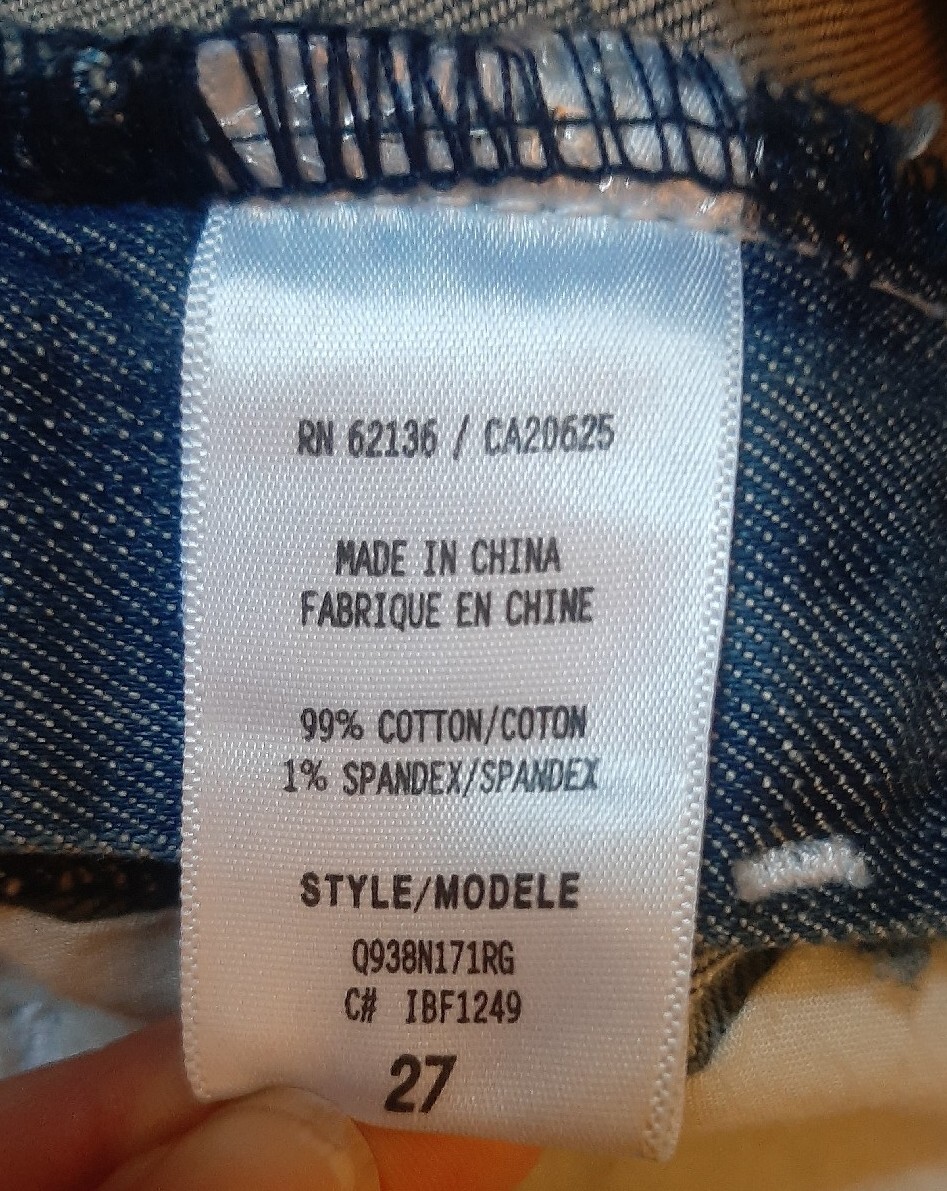 RN 62136 / CA20625
MADE IN CHINA
FABRIQUE EN CHINE
99% COTTON/COTON
1% SPANDEX/SPANDEX
STYLE/MODELE
Q938N171RG
C# IBF1249
27